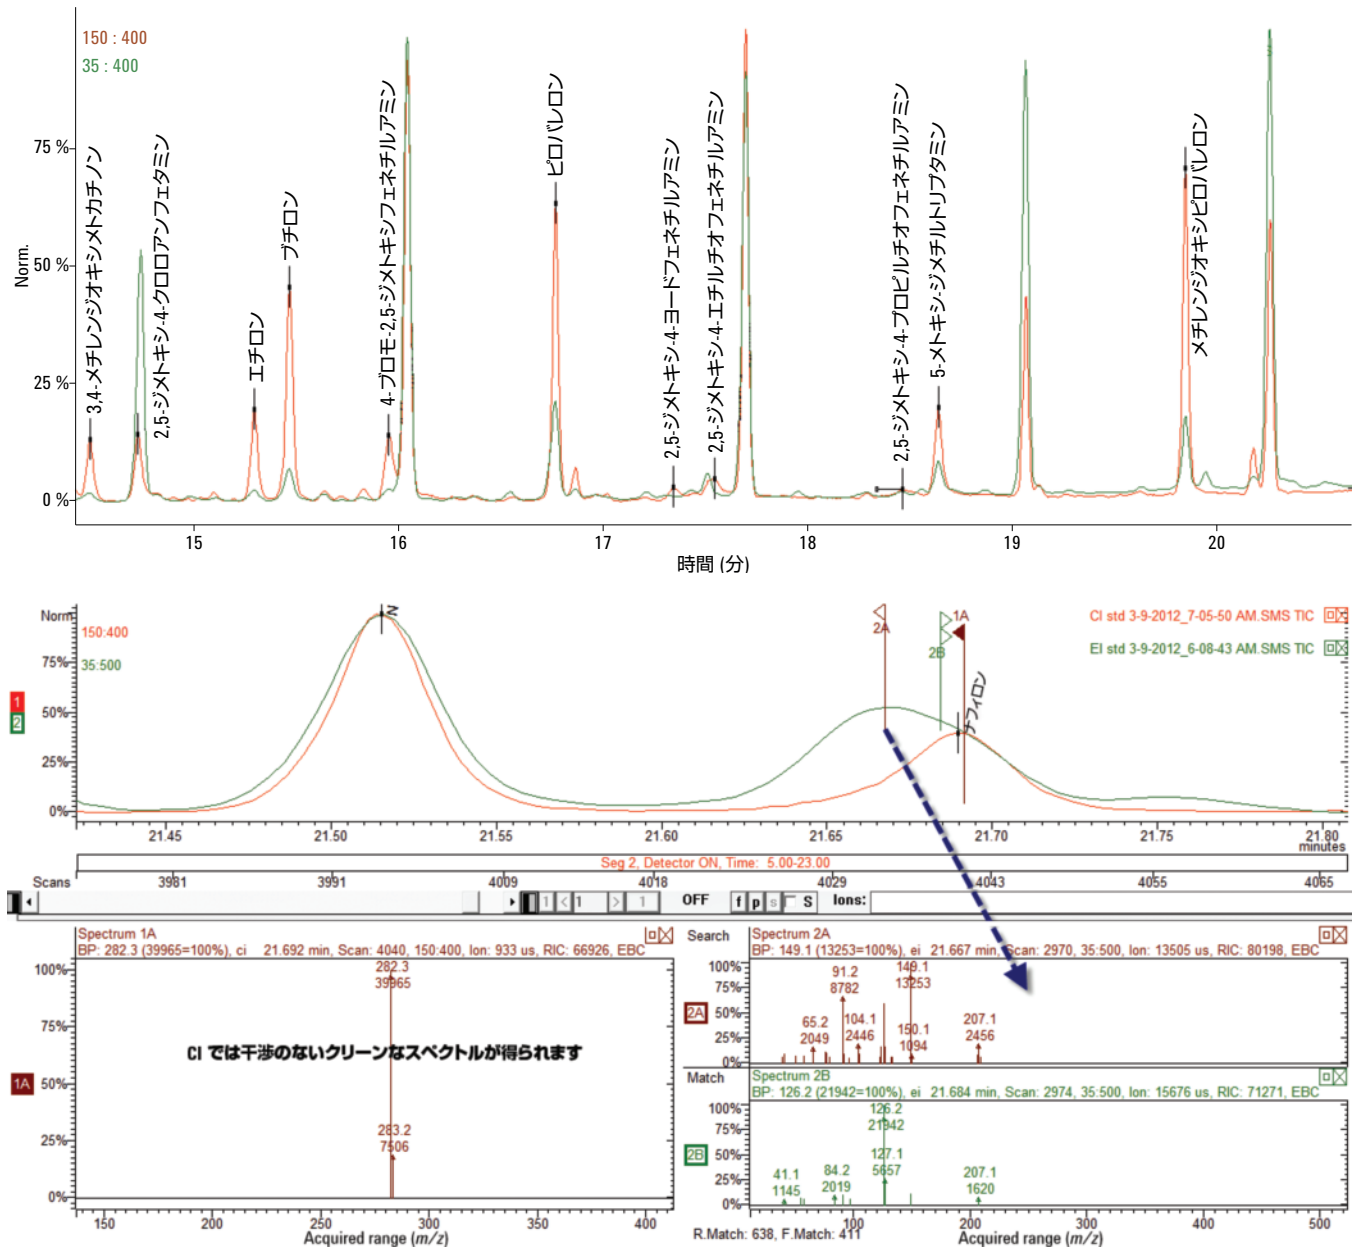 150 : 400
35 : 400
Norm.
75 %
50 %
25 %
0 %
3,4-メチレンジオキシメトカチノン
2,5-ジメトキシ-4-クロロアンフェタミン
エチロン
ブチロン
4-ブロモ-2,5-ジメトキシフェネチルアミン
ピロバレロン
2,5-ジメトキシ-4-ヨードフェネチルアミン
2,5-ジメトキシ-4-エチルチオフェネチルアミン
2,5-ジメトキシ-4-プロピルチオフェネチルアミン
5-メトキシ-ジメチルトリプタミン
メチレンジオキシピロバレロン
15 16 17 18 19 20
時間 (分)
Norm
150:400
35:500
75%
50%
25%
0%
1
2
N
2A
1A
2B
ナフィロン
CI std 3-9-2012_7-05-50 AM.SMS TIC
EI std 3-9-2012_6-08-43 AM.SMS TIC
21.45 21.50 21.55 21.60 21.65 21.70 21.75 21.80
minutes
Seg 2, Detector ON, Time: 5.00-23.00
Scans 3981 3991 4009 4018 4029 4043 4055 4065
1 < 1 > 1 OFF f p s S Ions:
Spectrum 1A
BP: 282.3 (39965=100%), ci 21.692 min, Scan: 4040, 150:400, Ion: 933 us, RIC: 66926, EBC
100%
75%
50%
25%
0%
1A
282.3
39965
CI では干渉のないクリーンなスペクトルが得られます
283.2
7506
150 200 250 300 350 400
Acquired range (m/z)
Search
Spectrum 2A
BP: 149.1 (13253=100%), ei 21.667 min, Scan: 2970, 35:500, Ion: 13505 us, RIC: 80198, EBC
100%
75%
50%
25%
0%
2A
65.2
2049
91.2
8782
104.1
2446
149.1
13253
150.1
1094
207.1
2456
Match
Spectrum 2B
BP: 126.2 (21942=100%), ei 21.684 min, Scan: 2974, 35:500, Ion: 15676 us, RIC: 71271, EBC
100%
75%
50%
25%
0%
2B
41.1
1145
84.2
2019
126.2
21942
127.1
5657
207.1
1620
100 200 300 400 500
R.Match: 638, F.Match: 411
Acquired range (m/z)